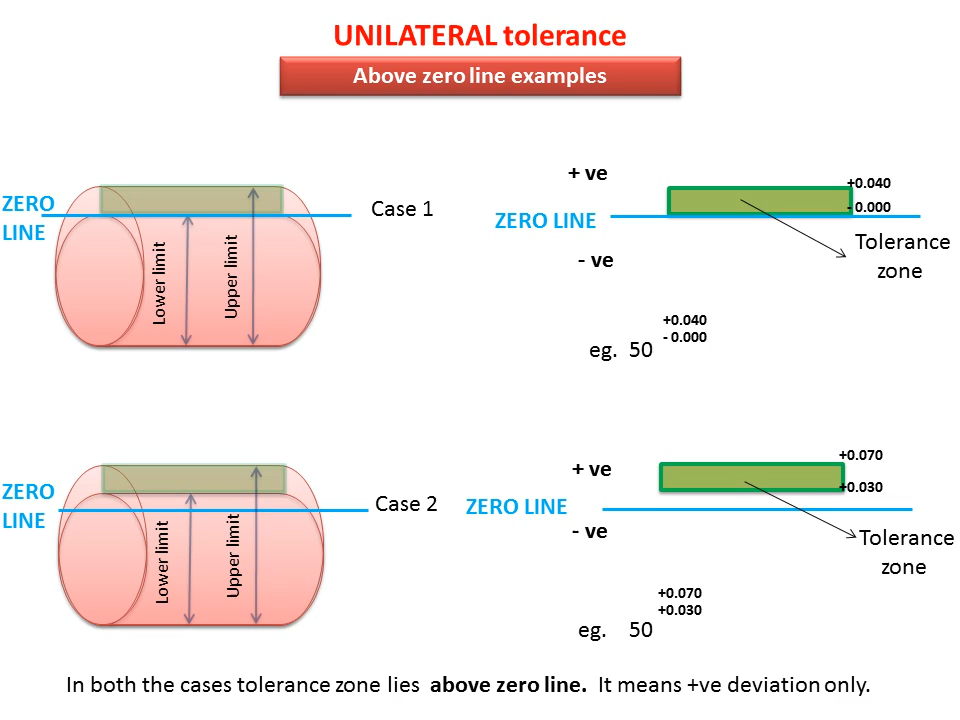 UNILATERAL tolerance
Above zero line examples
ZERO
LINE
Lower limit
Upper limit
Case 1
+ ve
ZERO LINE
- ve
+0.040
- 0.000
Tolerance
zone
+0.040
- 0.000
eg. 50
ZERO
LINE
Lower limit
Upper limit
Case 2
+ ve
ZERO LINE
- ve
+0.070
+0.030
Tolerance
zone
+0.070
+0.030
eg. 50
In both the cases tolerance zone lies above zero line. It means +ve deviation only.